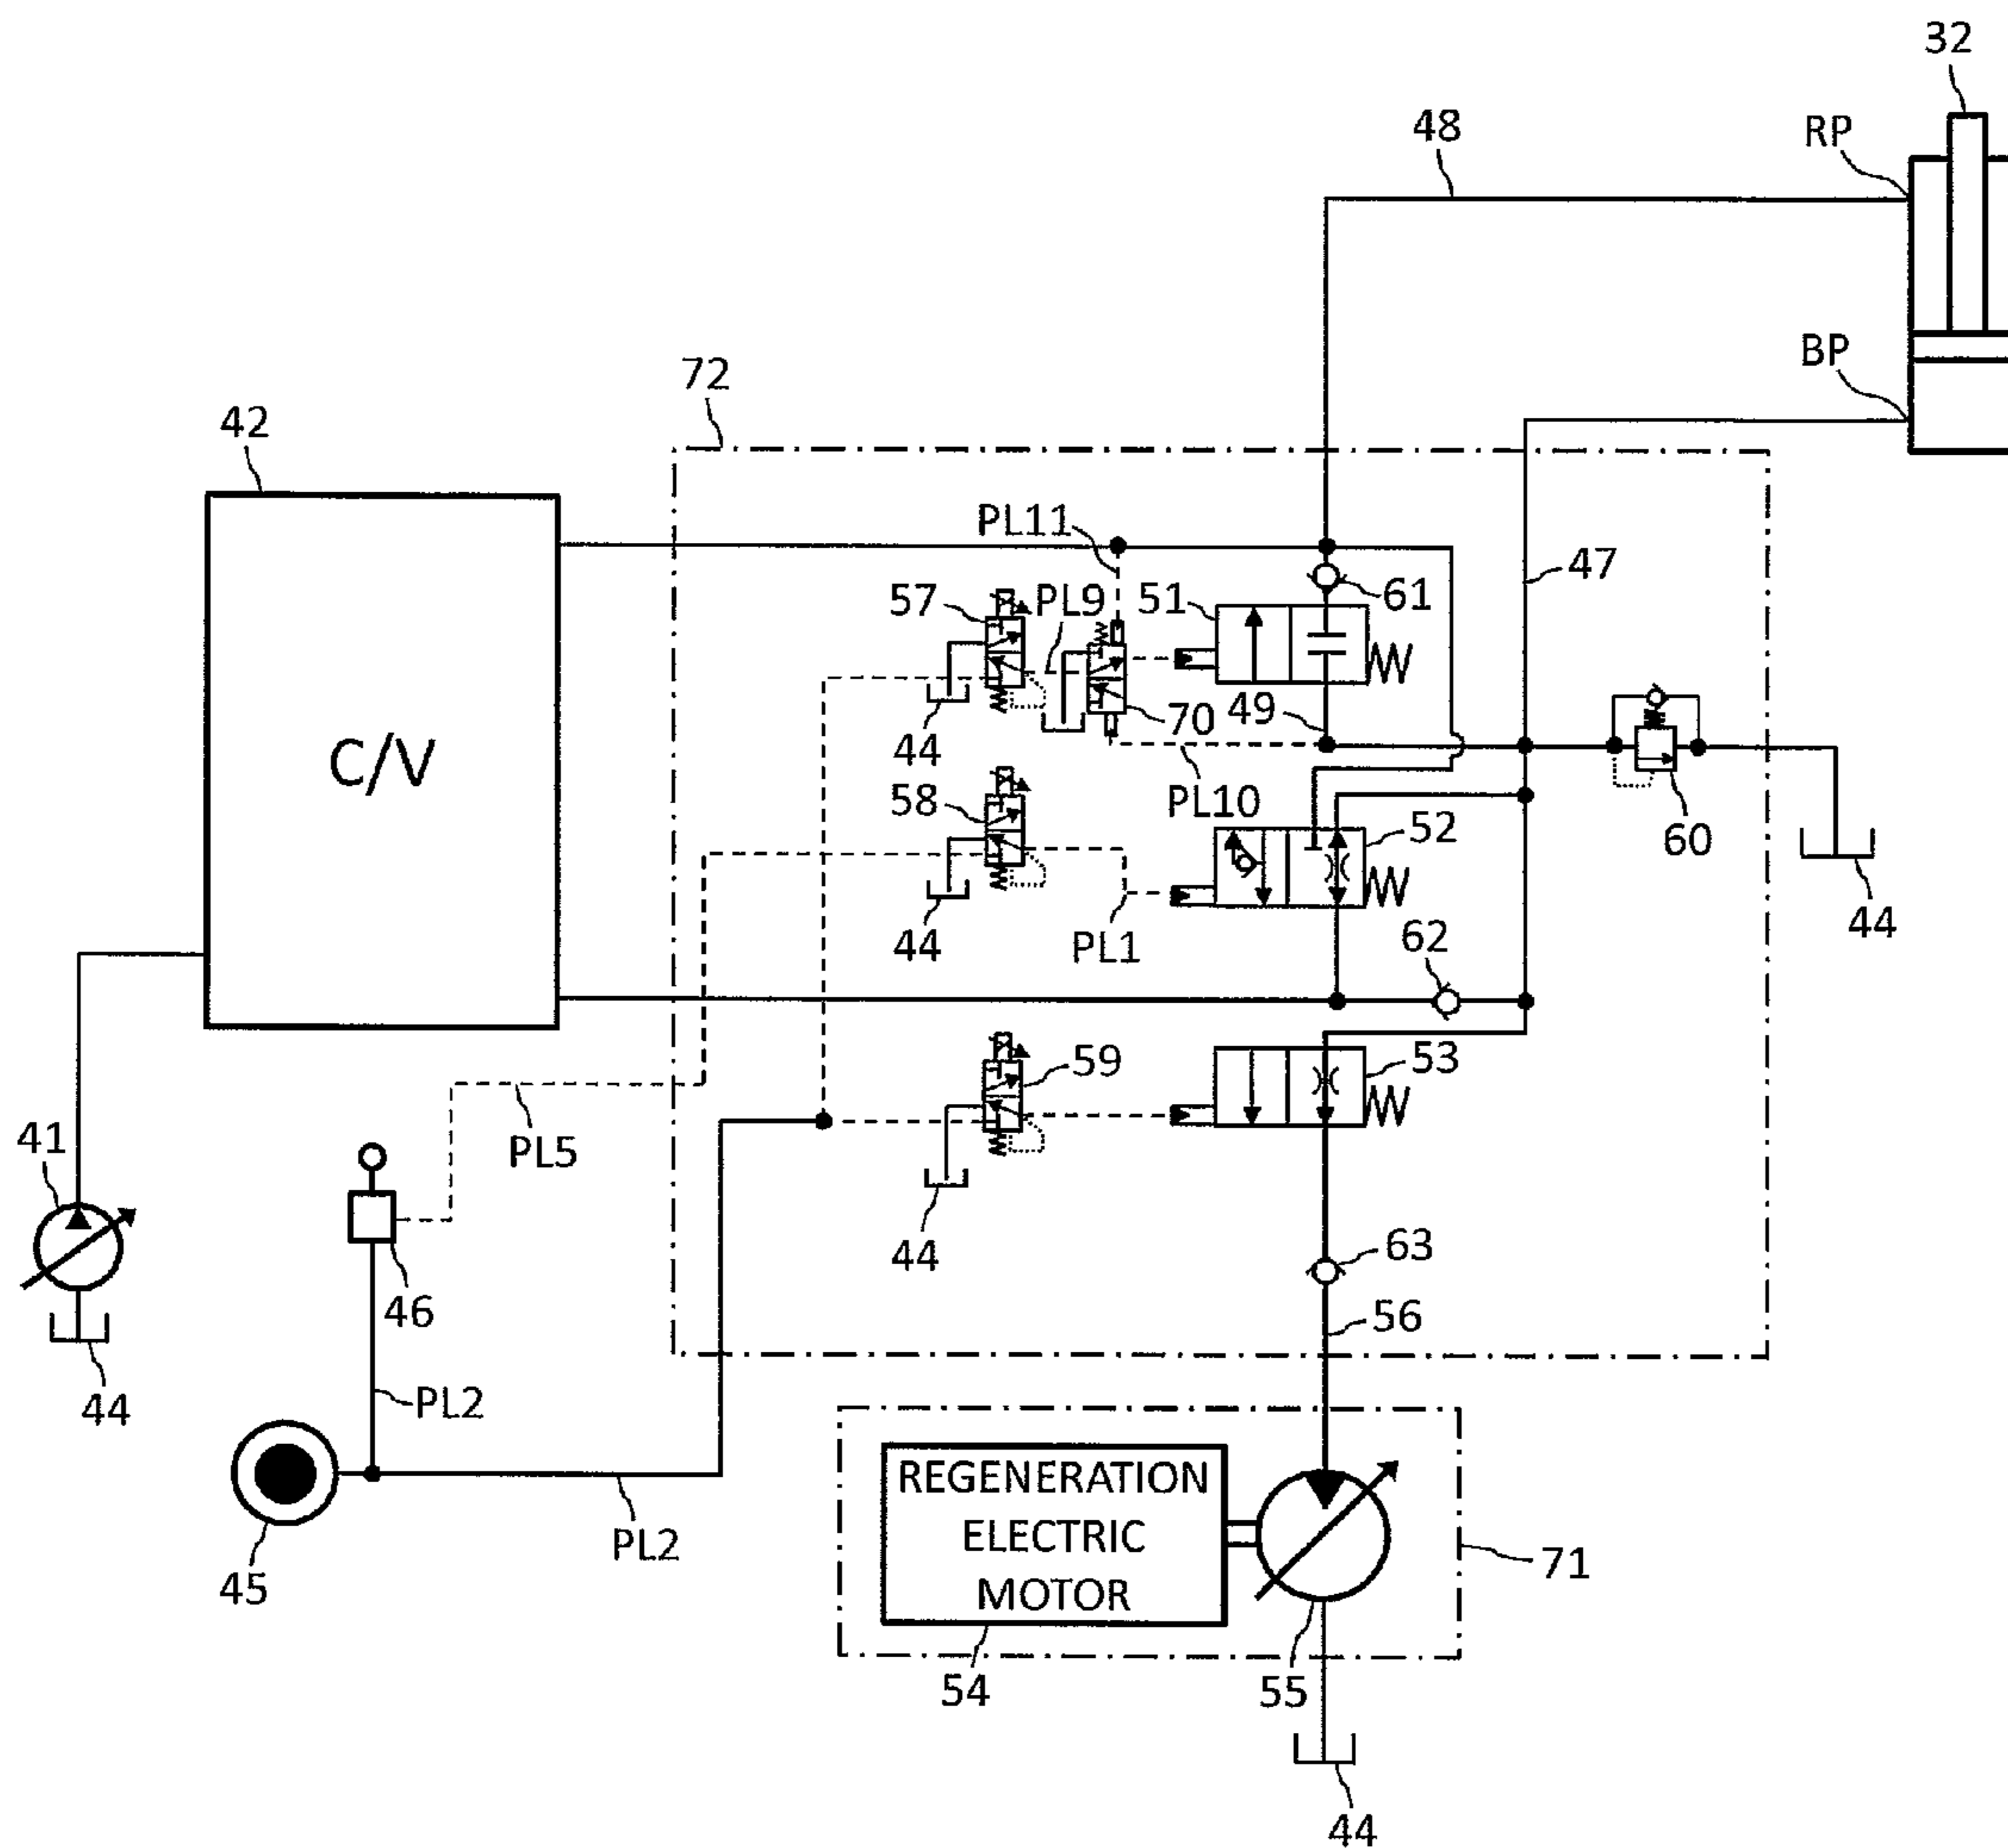 32
48
RP
BP
72
42
PL11
47
57
PL9
51
61
49
70
44
C/V
58
PL10
52
60
44
44
PL1
62
59
53
41
PL5
44
63
46
56
44
PL2
REGENERATION
ELECTRIC
MOTOR
45
PL2
71
54
55
44